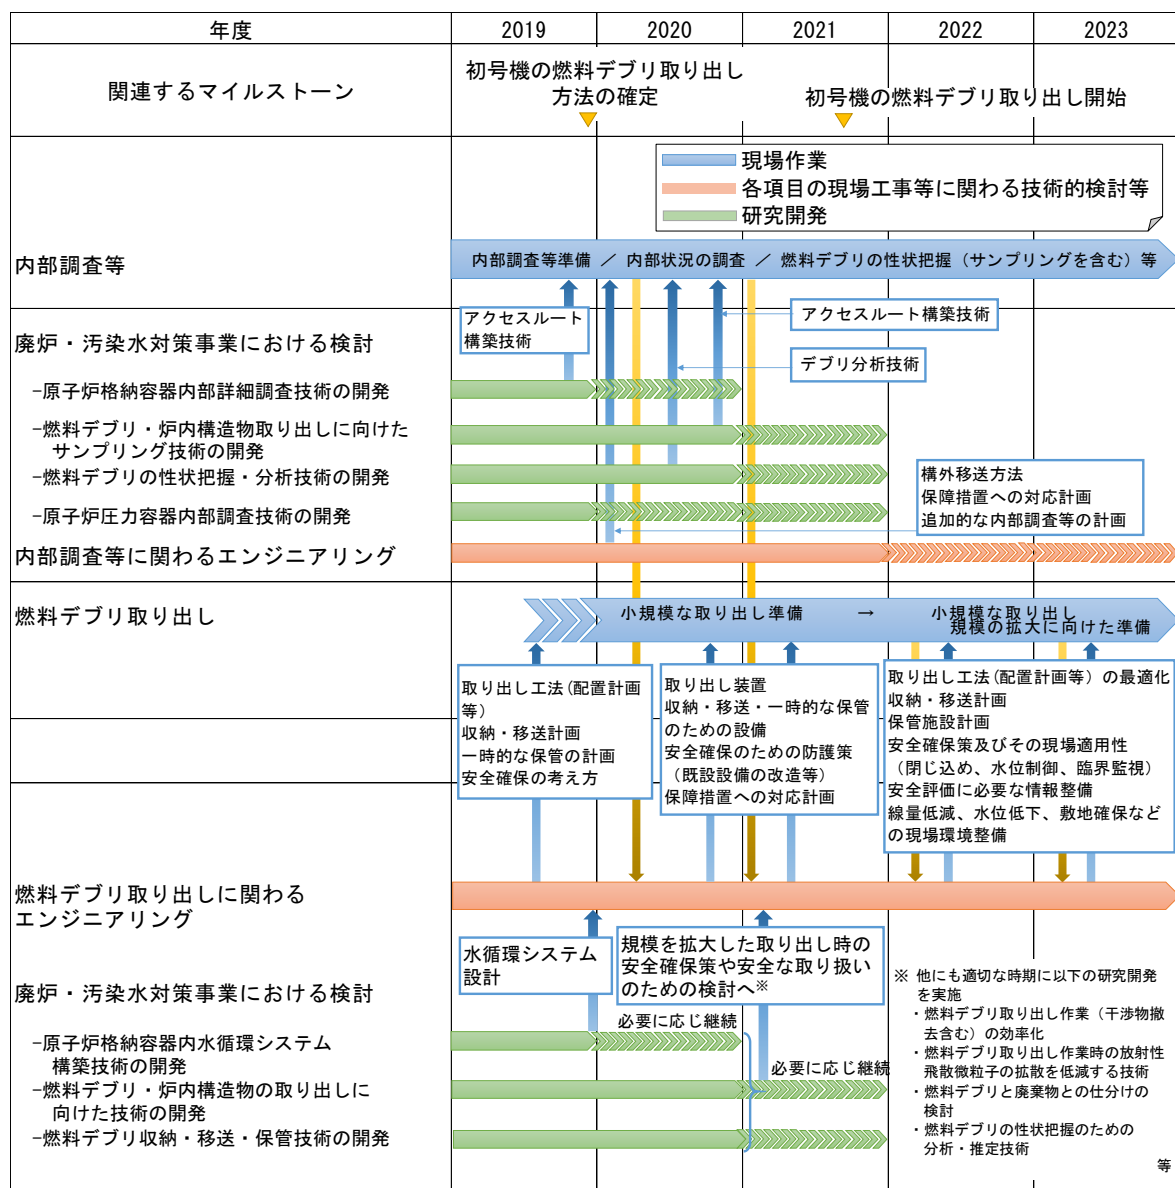 年度
2019
2020
2021
2022
2023
関連するマイルストーン
初号機の燃料デブリ取り出し
方法の確定
初号機の燃料デブリ取り出し開始
現場作業
各項目の現場工事等に関わる技術的検討等
研究開発
内部調査等
内部調査等準備 ／ 内部状況の調査 ／ 燃料デブリの性状把握（サンプリングを含む）等
アクセスルート
構築技術
アクセスルート構築技術
デブリ分析技術
廃炉・汚染水対策事業における検討
-原子炉格納容器内部詳細調査技術の開発
-燃料デブリ・炉内構造物取り出しに向けた
サンプリング技術の開発
-燃料デブリの性状把握・分析技術の開発
-原子炉圧力容器内部調査技術の開発
構外移送方法
保障措置への対応計画
追加的な内部調査等の計画
内部調査等に関わるエンジニアリング
燃料デブリ取り出し
小規模な取り出し準備 → 小規模な取り出し
規模の拡大に向けた準備
取り出し工法(配置計画
等)
収納・移送計画
一時的な保管の計画
安全確保の考え方
取り出し装置
収納・移送・一時的な保管
のための設備
安全確保のための防護策
（既設設備の改造等）
保障措置への対応計画
取り出し工法(配置計画等）の最適化
収納・移送計画
保管施設計画
安全確保策及びその現場適用性
（閉じ込め、水位制御、臨界監視）
安全評価に必要な情報整備
線量低減、水位低下、敷地確保など
の現場環境整備
燃料デブリ取り出しに関わる
エンジニアリング
水循環システム
設計
規模を拡大した取り出し時の
安全確保策や安全な取り扱い
のための検討へ※
廃炉・汚染水対策事業における検討
-原子炉格納容器内水循環システム
構築技術の開発
必要に応じ継続
-燃料デブリ・炉内構造物の取り出しに
向けた技術の開発
必要に応じ継続
-燃料デブリ収納・移送・保管技術の開発
※ 他にも適切な時期に以下の研究開発
を実施
・燃料デブリ取り出し作業（干渉物撤
去含む）の効率化
・燃料デブリ取り出し作業時の放射性
飛散微粒子の拡散を低減する技術
・燃料デブリと廃棄物との仕分けの
検討
・燃料デブリの性状把握のための
分析・推定技術
等